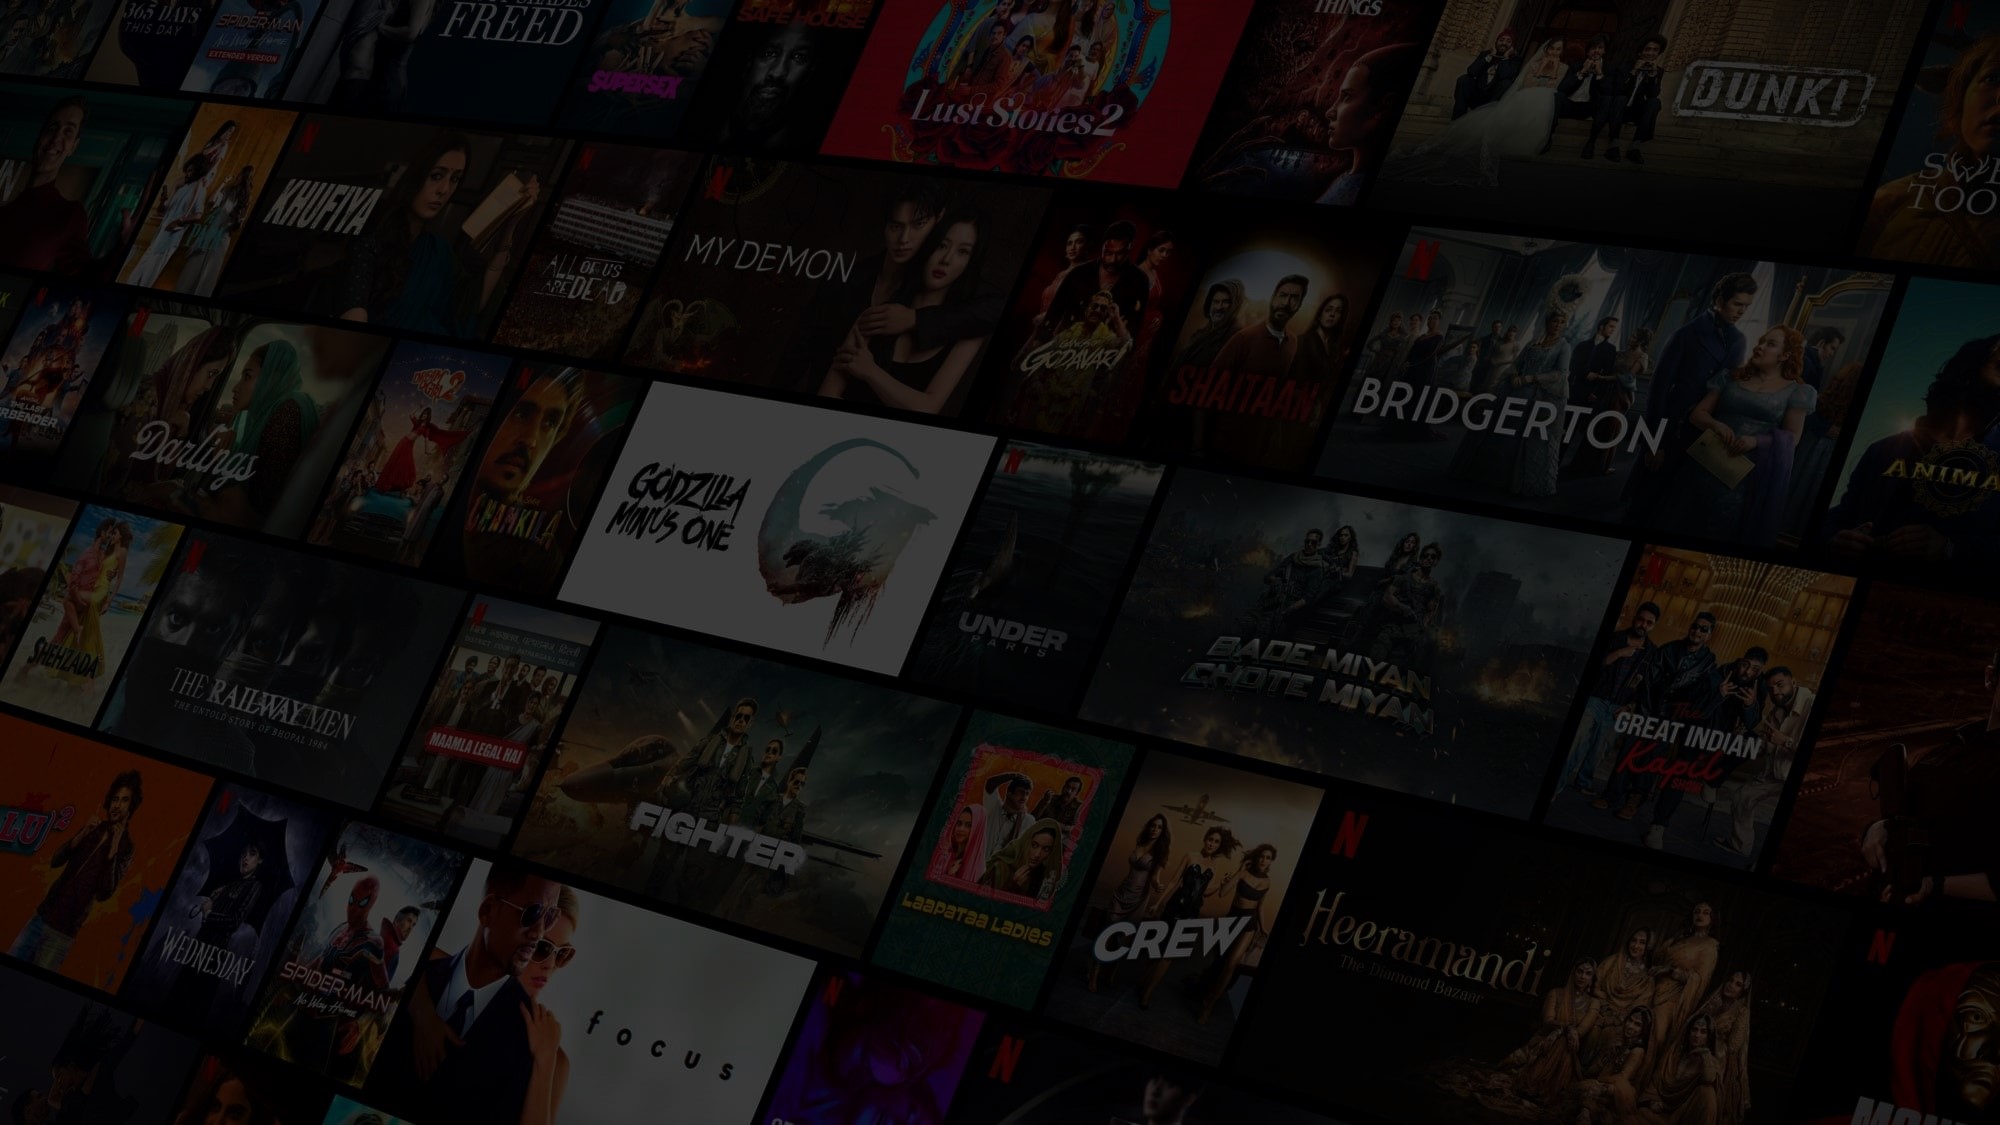 365 DAYS
THIS DAY
SPIDER-MAN
No Way Home
EXTENDED VERSION
FREED
SUPERSEX
SAFE HOUSE
Lust Stories 2
THINGS
DUNKI
KHUFIYA
ALL OF US
ARE DEAD
MY DEMON
GODAVARI
SHAITAAN
BRIDGERTON
Darlings
CHAMKILA
GODZILLA
MINUS ONE
UNDER
PARIS
BADE MIYAN
CHOTE MIYAN
GREAT INDIAN
Kapil
SHEHZADA
THE RAILWAY MEN
THE UNTOLD STORY OF BHOPAL 1984
MAAMLA LEGAL HAI
FIGHTER
Laapataa Ladies
CREW
Heeramandi
The Diamond Bazaar
WEDNESDAY
SPIDER-MAN
No Way Home
focus